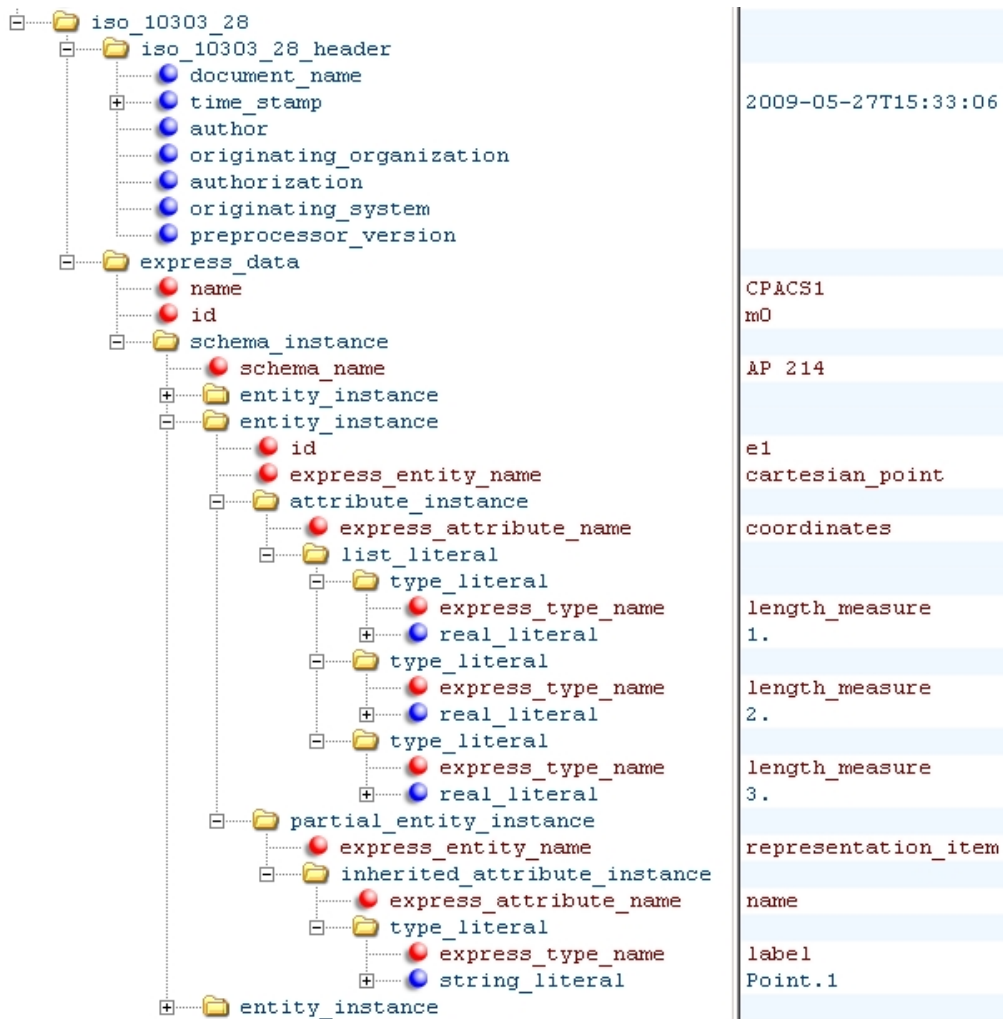 iso_10303_28
iso_10303_28_header
document_name
time_stamp 2009-05-27T15:33:06
author
originating_organization
authorization
originating_system
preprocessor_version
express_data
name CPACS1
id m0
schema_instance
schema_name AP 214
entity_instance
entity_instance
id e1
express_entity_name cartesian_point
attribute_instance
express_attribute_name coordinates
list_literal
type_literal
express_type_name length_measure
real_literal 1.
type_literal
express_type_name length_measure
real_literal 2.
type_literal
express_type_name length_measure
real_literal 3.
partial_entity_instance
express_entity_name representation_item
inherited_attribute_instance
express_attribute_name name
type_literal
express_type_name label
string_literal Point.1
entity_instance